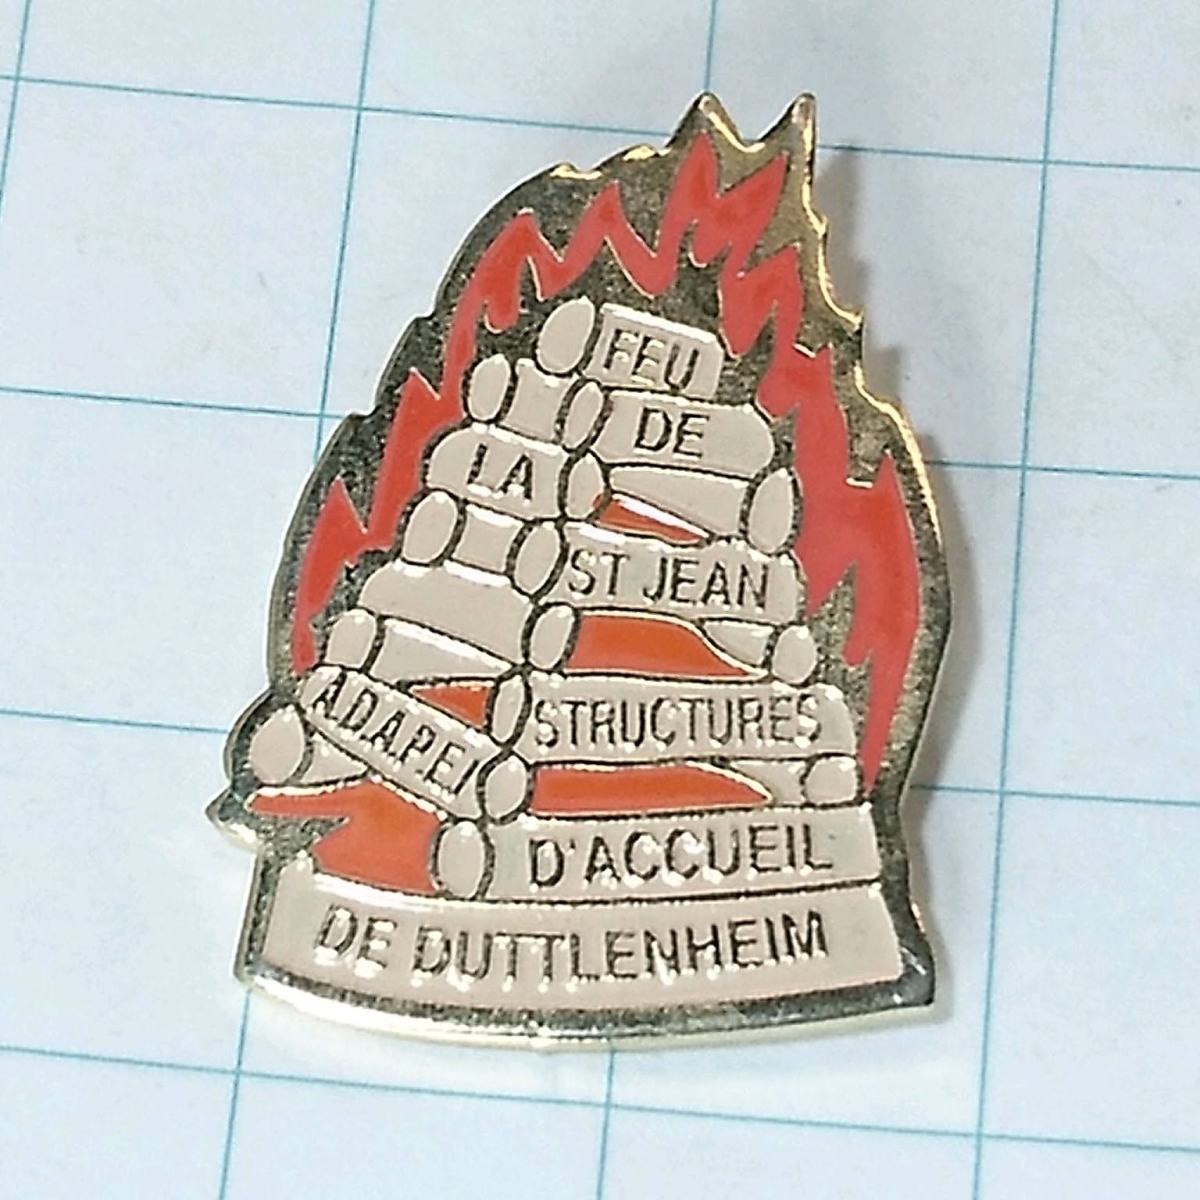 FEU
DE
LA
ST JEAN
A.D.A.P.E.I
STRUCTURES
D'ACCUEIL
DE DUTTLENHEIM